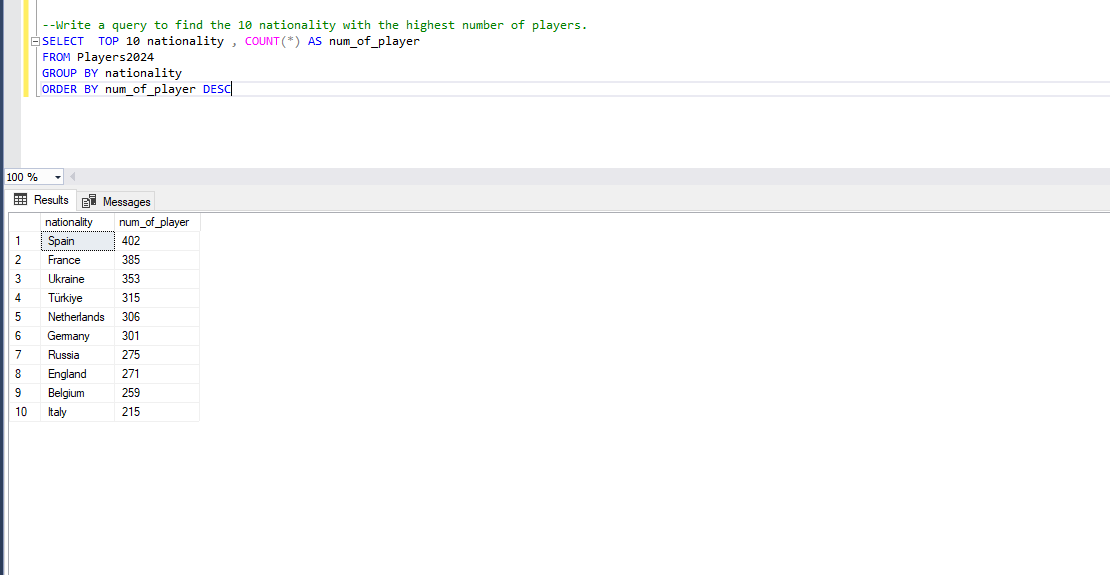 --Write a query to find the 10 nationality with the highest number of players.
SELECT  TOP 10 nationality , COUNT(*) AS num_of_player
FROM Players2024
GROUP BY nationality
ORDER BY num_of_player DESC
100 %
Results Messages
nationality num_of_player
1 Spain 402
2 France 385
3 Ukraine 353
4 Türkiye 315
5 Netherlands 306
6 Germany 301
7 Russia 275
8 England 271
9 Belgium 259
10 Italy 215